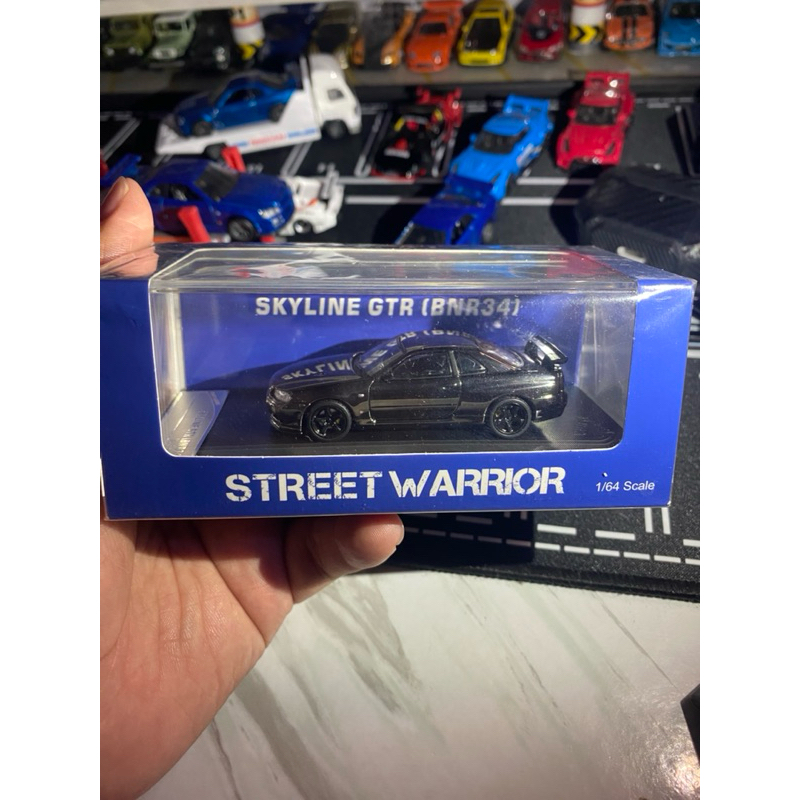 SKYLINE GTR (BNR34)
STREET WARRIOR
1/64 Scale